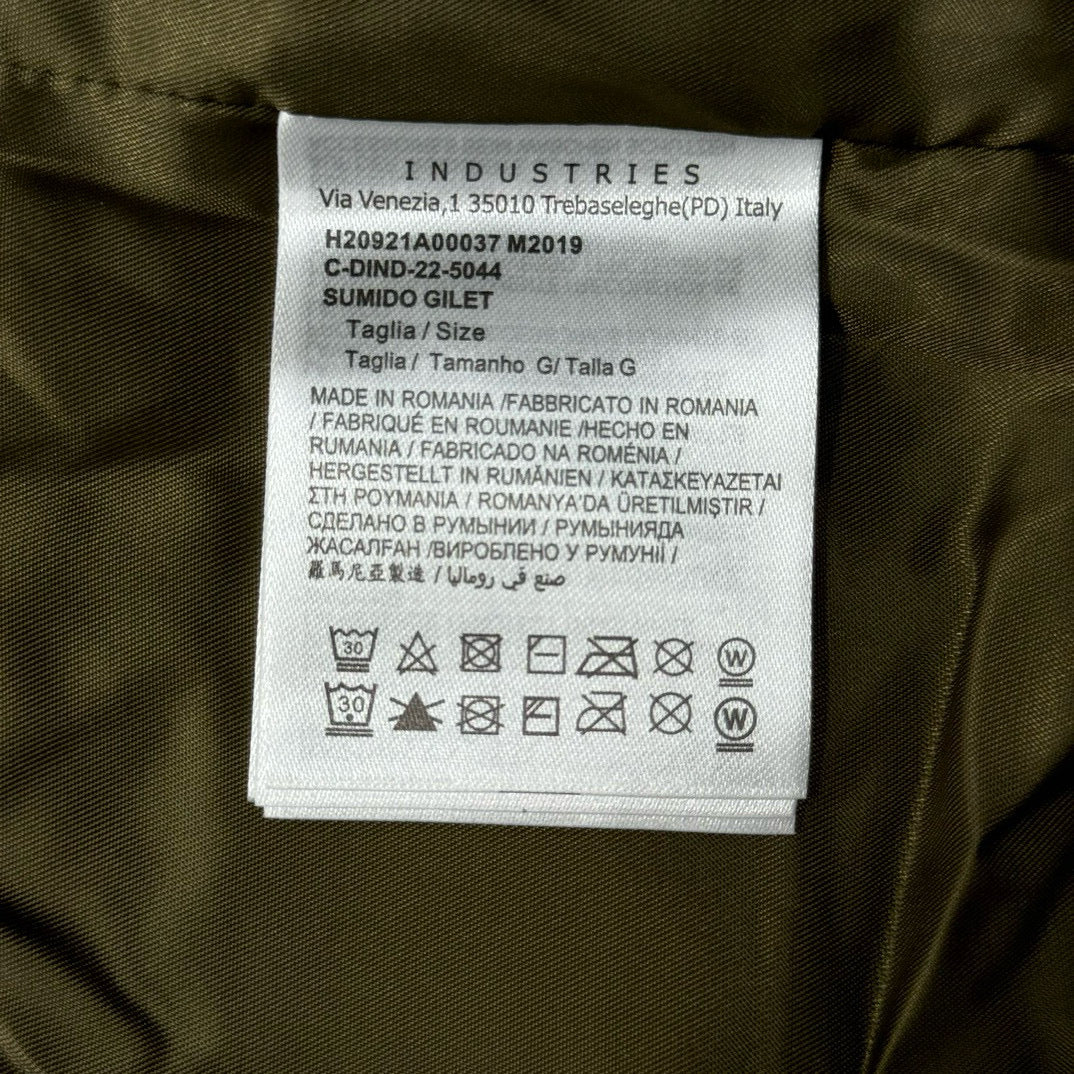 INDUSTRIES
Via Venezia,1 35010 Trebaseleghe(PD) Italy
H20921A00037 M2019
C-DIND-22-5044
SUMIDO GILET
Taglia / Size
Taglia / Tamanho G/ Talla G
MADE IN ROMANIA /FABBRICATO IN ROMANIA
/ FABRIQUÉ EN ROUMANIE /HECHO EN
RUMANIA / FABRICADO NA ROMÉNIA /
HERGESTELLT IN RUMÄNIEN / ΚΑΤΑΣΚΕΥΑΖΕΤΑΙ
ΣΤΗ ΡΟΥΜΑΝΙΑ / ROMANYA'DA ÜRETILMIŞTIR /
СДЕЛАНО В РУМЫНИИ / РУМЫНИЯДА
ЖАСАЛҒАН /ВИРОБЛЕНО У РУМУНІЇ /
羅馬尼亞製造 / صنع في روماليا
30 W
30 W